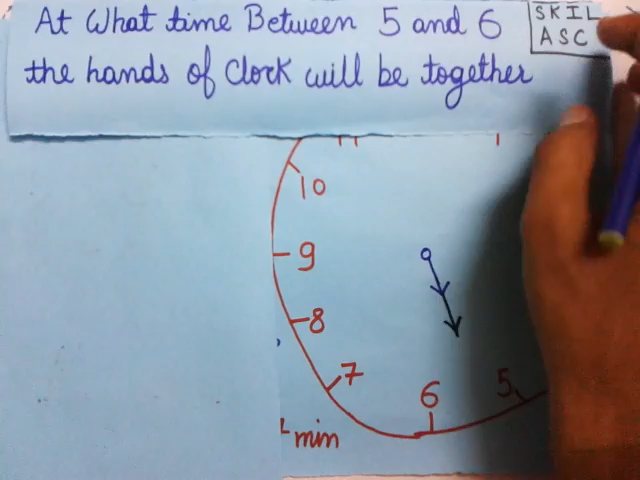 At What time Between 5 and 6
the hands of Clock will be together
SKIL
ASC
10
9
8
7
6
5
min